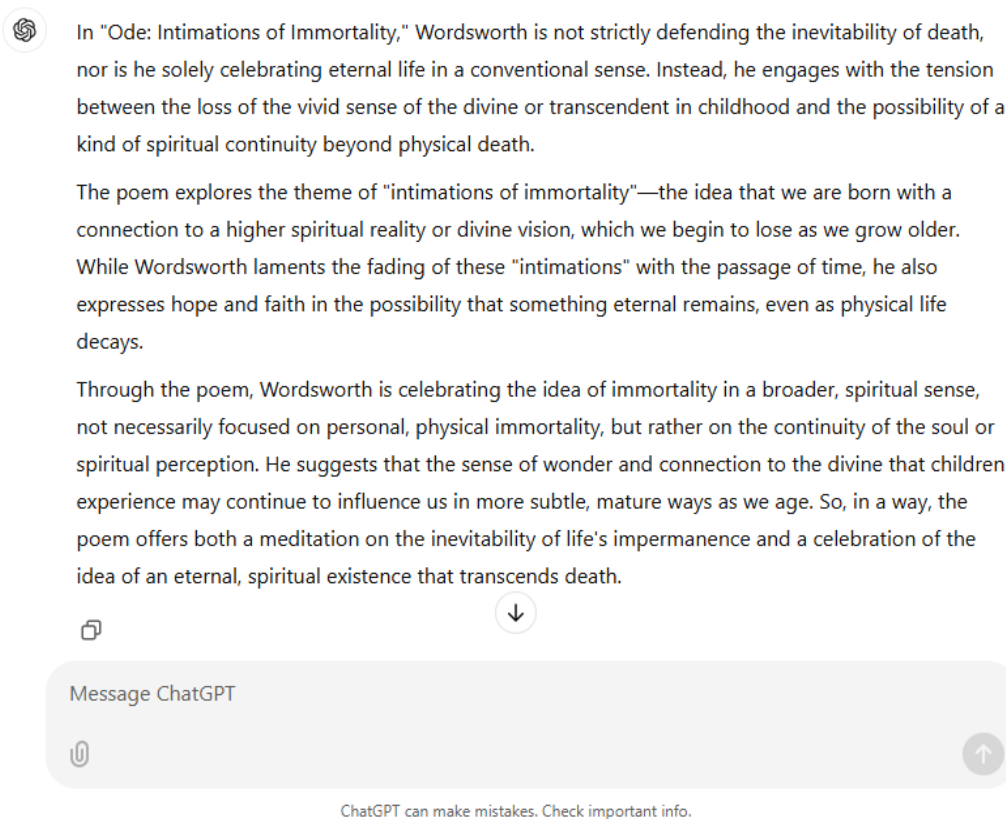 In "Ode: Intimations of Immortality," Wordsworth is not strictly defending the inevitability of death,
nor is he solely celebrating eternal life in a conventional sense. Instead, he engages with the tension
between the loss of the vivid sense of the divine or transcendent in childhood and the possibility of a
kind of spiritual continuity beyond physical death.
The poem explores the theme of "intimations of immortality"—the idea that we are born with a
connection to a higher spiritual reality or divine vision, which we begin to lose as we grow older.
While Wordsworth laments the fading of these "intimations" with the passage of time, he also
expresses hope and faith in the possibility that something eternal remains, even as physical life
decays.
Through the poem, Wordsworth is celebrating the idea of immortality in a broader, spiritual sense,
not necessarily focused on personal, physical immortality, but rather on the continuity of the soul or
spiritual perception. He suggests that the sense of wonder and connection to the divine that children
experience may continue to influence us in more subtle, mature ways as we age. So, in a way, the
poem offers both a meditation on the inevitability of life's impermanence and a celebration of the
idea of an eternal, spiritual existence that transcends death.
Message ChatGPT
ChatGPT can make mistakes. Check important info.